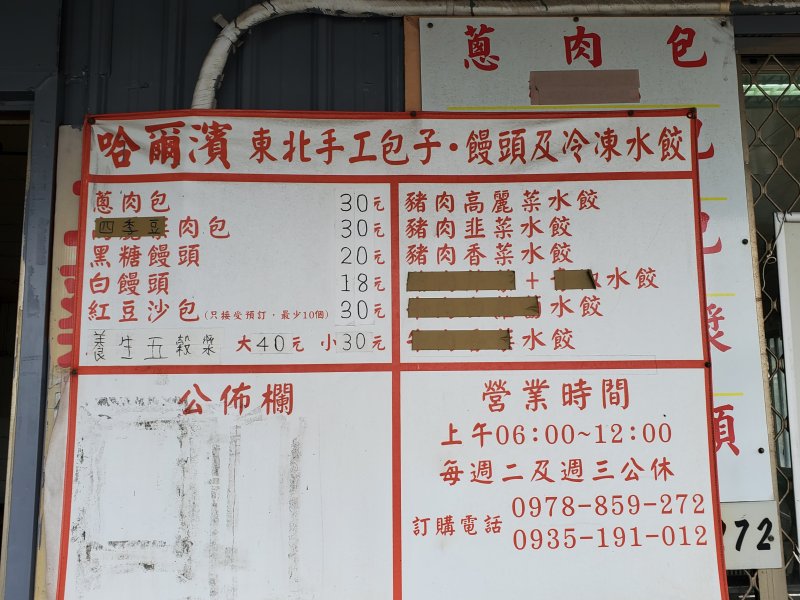 蔥肉包
哈爾濱 東北手工包子・饅頭及冷凍水餃
蔥肉包 30元
四季豆肉包 30元
黑糖饅頭 20元
白饅頭 18元
紅豆沙包(只接受預訂，最少10個) 30元
養生五穀漿 大40元 小30元
豬肉高麗菜水餃
豬肉韭菜水餃
豬肉香菜水餃
+ 水餃
水餃
水餃
公佈欄
營業時間
上午06:00~12:00
每週二及週三公休
訂購電話 0978-859-272
0935-191-012
包
漿
頭
972